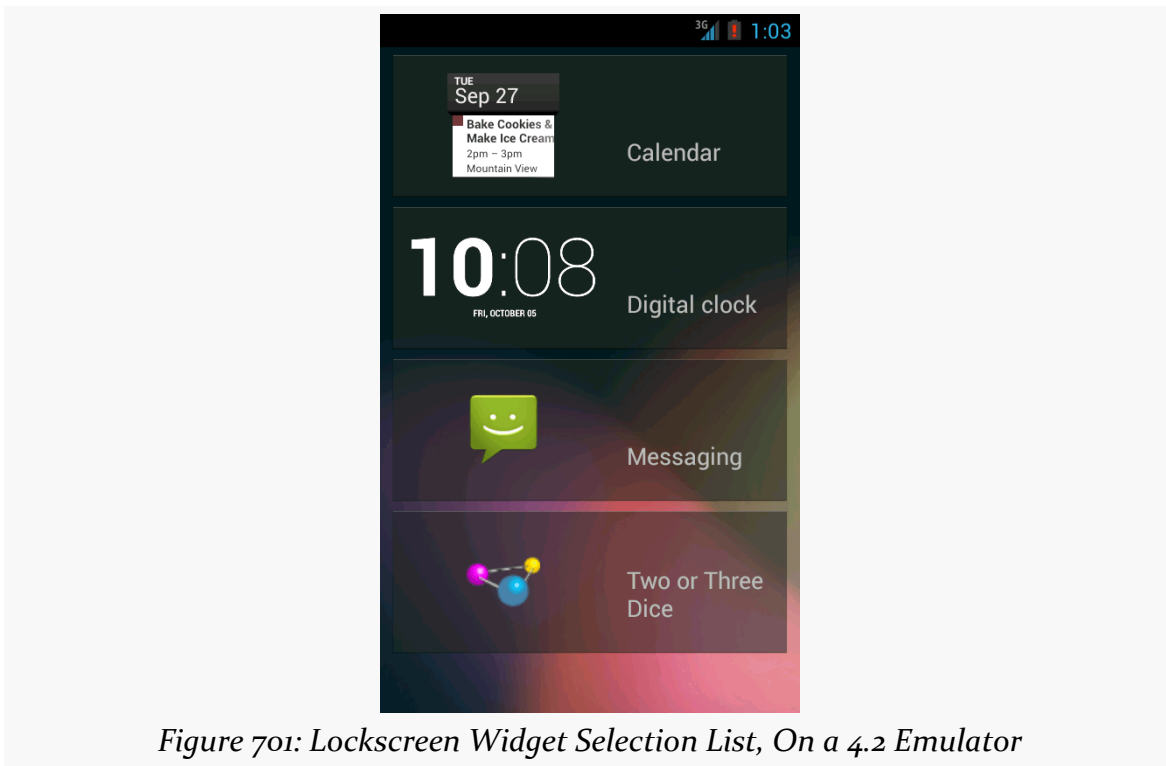 3G
1:03
TUE
Sep 27
Bake Cookies &
Make Ice Cream
2pm – 3pm
Mountain View
Calendar
10:08
FRI, OCTOBER 05
Digital clock
Messaging
Two or Three
Dice
Figure 701: Lockscreen Widget Selection List, On a 4.2 Emulator